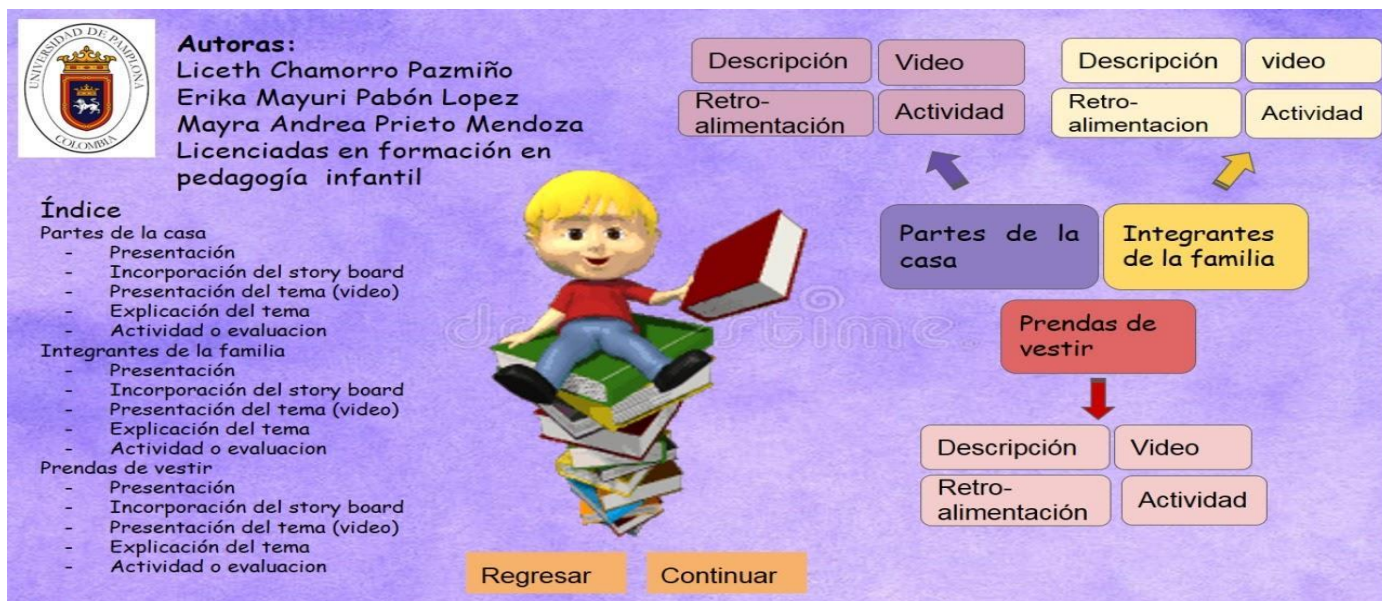 UNIVERSIDAD DE PAMPLONA
COLOMBIA
Autoras:
Liceth Chamorro Pazmiño
Erika Mayuri Pabón Lopez
Mayra Andrea Prieto Mendoza
Licenciadas en formación en
pedagogía infantil
Índice
Partes de la casa
- Presentación
- Incorporación del story board
- Presentación del tema (video)
- Explicación del tema
- Actividad o evaluacion
Integrantes de la familia
- Presentación
- Incorporación del story board
- Presentación del tema (video)
- Explicación del tema
- Actividad o evaluacion
Prendas de vestir
- Presentación
- Incorporación del story board
- Presentación del tema (video)
- Explicación del tema
- Actividad o evaluacion
Descripción
Video
Retro-
alimentación
Actividad
Descripción
video
Retro-
alimentacion
Actividad
Partes de la
casa
Integrantes
de la familia
Prendas de
vestir
Descripción
Video
Retro-
alimentación
Actividad
dreamstime.
Regresar
Continuar